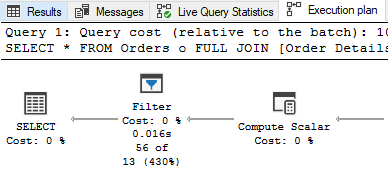 Results Messages Live Query Statistics Execution plan
Query 1: Query cost (relative to the batch): 10
SELECT * FROM Orders o FULL JOIN [Order Details
SELECT
Cost: 0 %
Filter
Cost: 0 %
0.016s
56 of
13 (430%)
Compute Scalar
Cost: 0 %